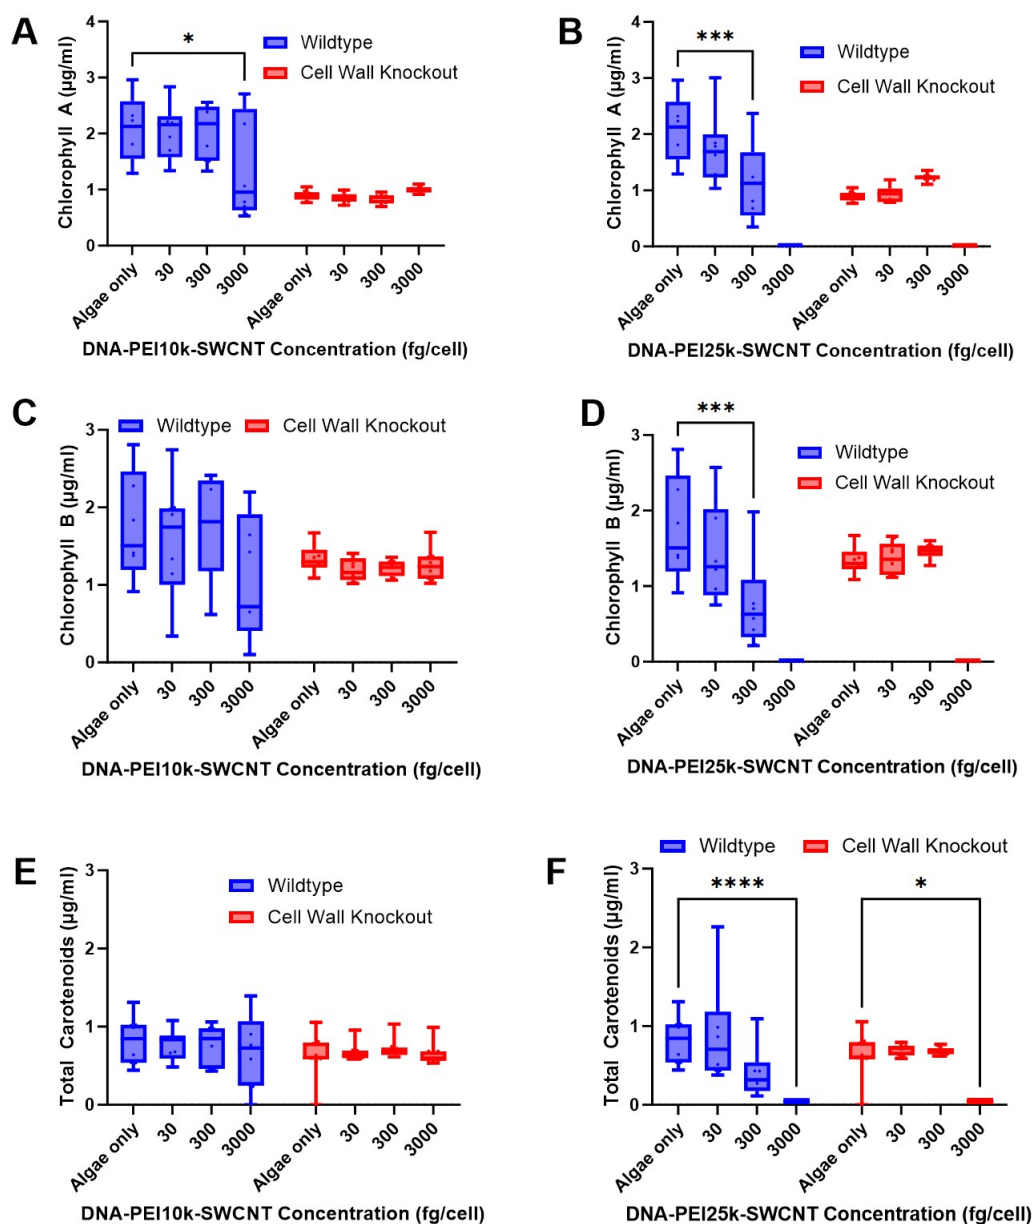 A
Chlorophyll A (µg/ml)
4
3
2
1
0
*
Wildtype
Cell Wall Knockout
Algae only
30
300
3000
Algae only
30
300
3000
DNA-PEI10k-SWCNT Concentration (fg/cell)
B
Chlorophyll A (µg/ml)
4
3
2
1
0
***
Wildtype
Cell Wall Knockout
Algae only
30
300
3000
Algae only
30
300
3000
DNA-PEI25k-SWCNT Concentration (fg/cell)
C
Chlorophyll B (µg/ml)
3
2
1
0
Wildtype
Cell Wall Knockout
Algae only
30
300
3000
Algae only
30
300
3000
DNA-PEI10k-SWCNT Concentration (fg/cell)
D
Chlorophyll B (µg/ml)
3
2
1
0
***
Wildtype
Cell Wall Knockout
Algae only
30
300
3000
Algae only
30
300
3000
DNA-PEI25k-SWCNT Concentration (fg/cell)
E
Total Carotenoids (µg/ml)
3
2
1
0
Wildtype
Cell Wall Knockout
Algae only
30
300
3000
Algae only
30
300
3000
DNA-PEI10k-SWCNT Concentration (fg/cell)
F
Total Carotenoids (µg/ml)
3
2
1
0
Wildtype
Cell Wall Knockout
****
*
Algae only
30
300
3000
Algae only
30
300
3000
DNA-PEI25k-SWCNT Concentration (fg/cell)